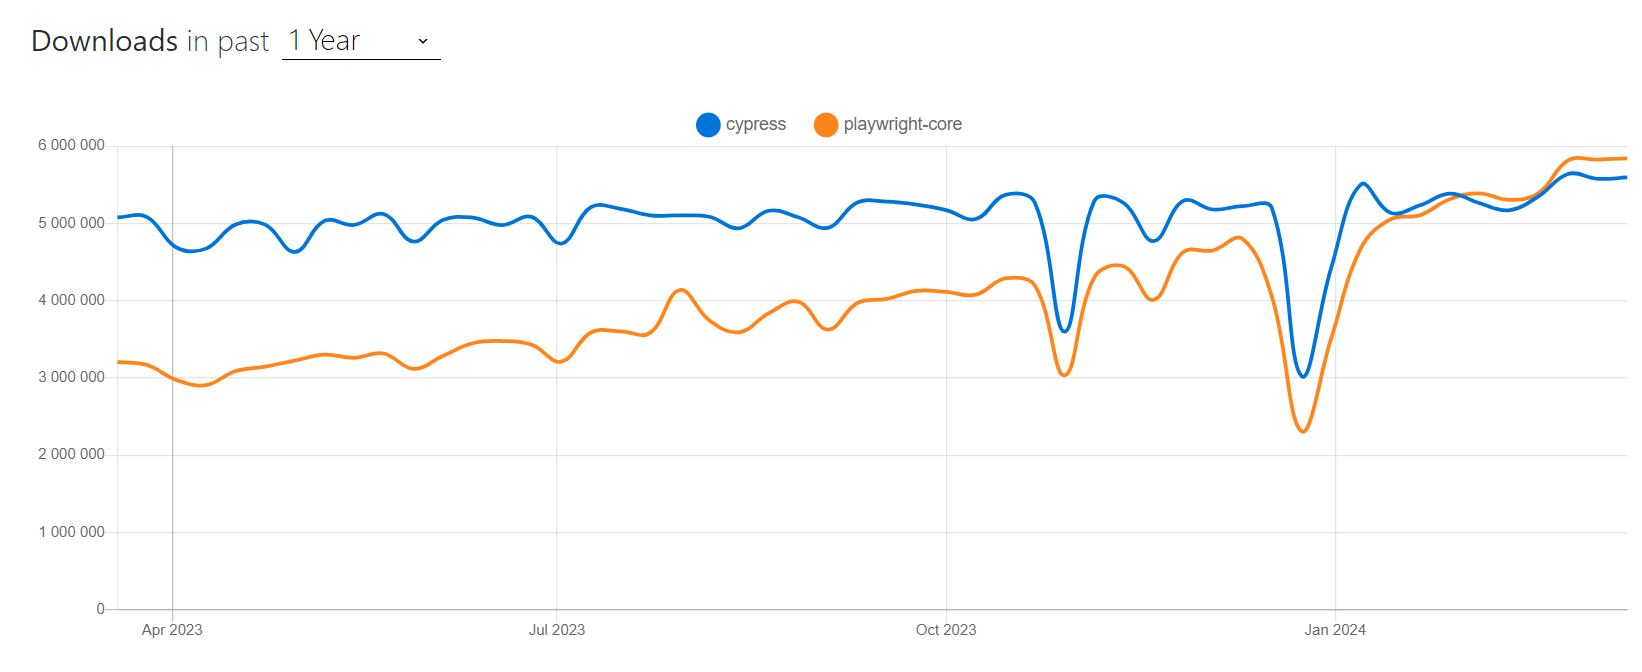 Downloads in past 1 Year
cypress playwright-core
6 000 000
5 000 000
4 000 000
3 000 000
2 000 000
1 000 000
0
Apr 2023 Jul 2023 Oct 2023 Jan 2024